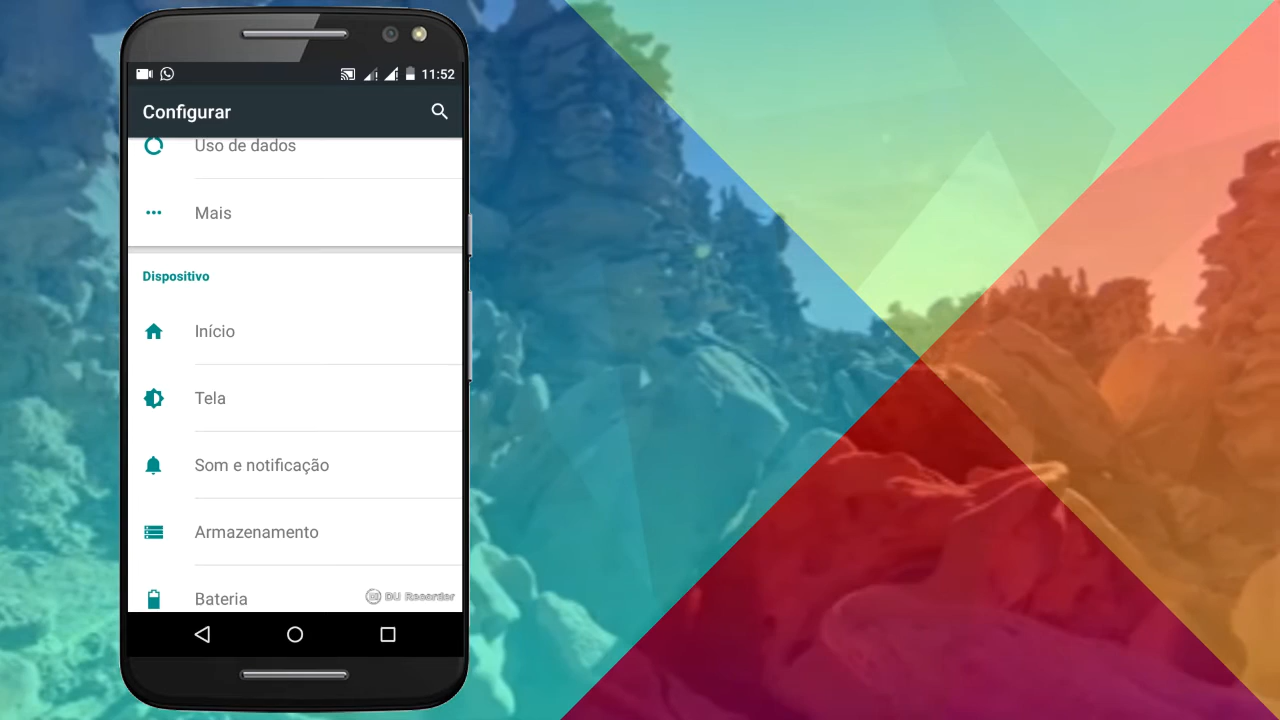 11:52
Configurar
Uso de dados
Mais
Dispositivo
Início
Tela
Som e notificação
Armazenamento
Bateria
DU Recorder